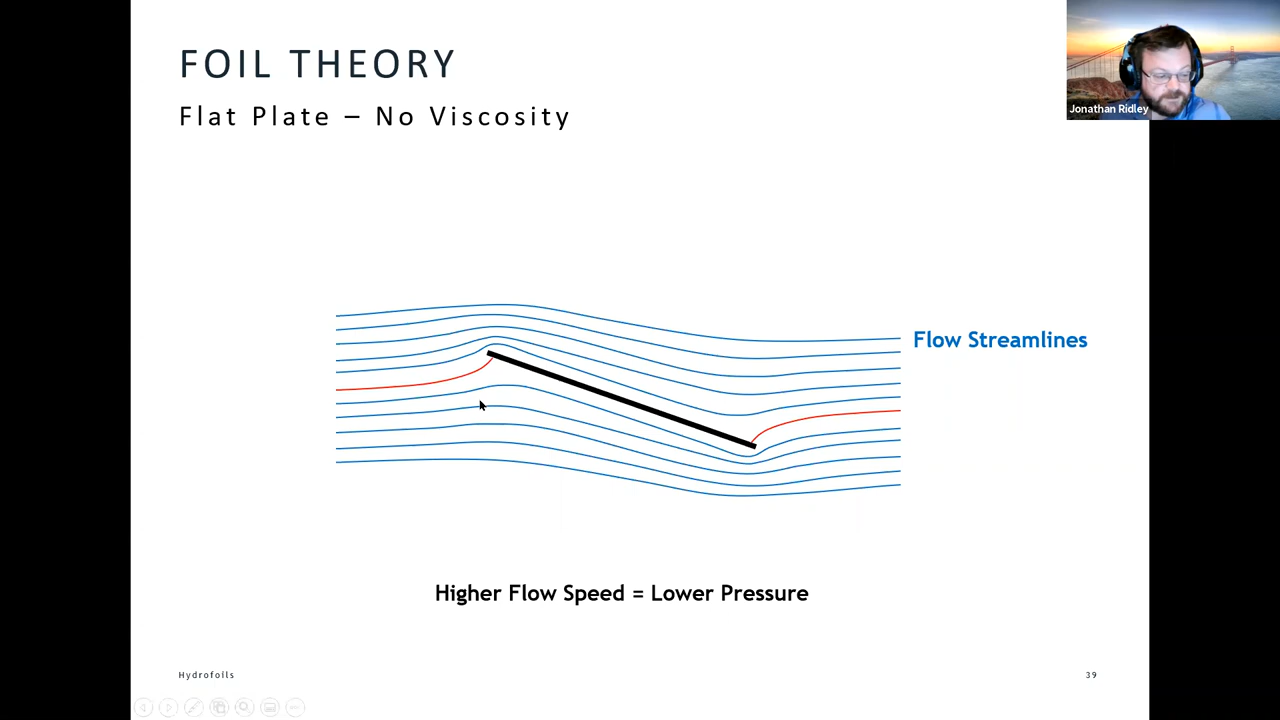 FOIL THEORY
Flat Plate – No Viscosity
Jonathan Ridley
Flow Streamlines
Higher Flow Speed = Lower Pressure
Hydrofoils
39